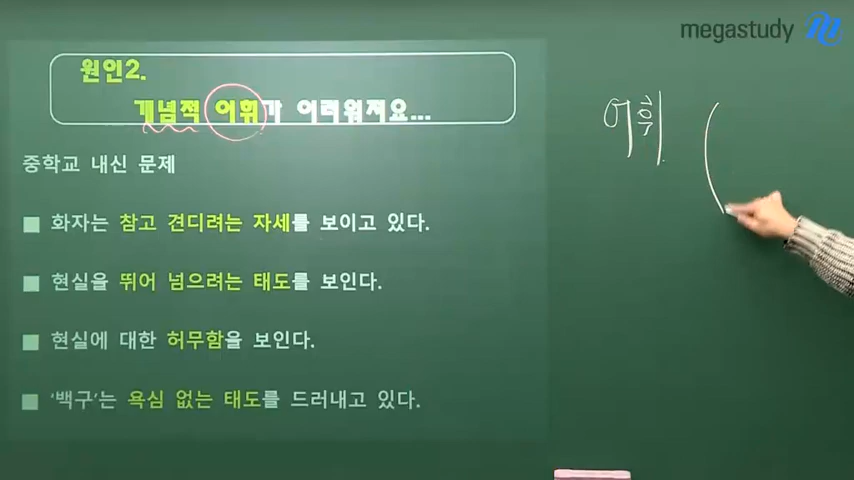 megastudy
원인2.
개념적 어휘가 어려워져요...
어휘
중학교 내신 문제
■ 화자는 참고 견디려는 자세를 보이고 있다.
■ 현실을 뛰어 넘으려는 태도를 보인다.
■ 현실에 대한 허무함을 보인다.
■ ‘백구’는 욕심 없는 태도를 드러내고 있다.